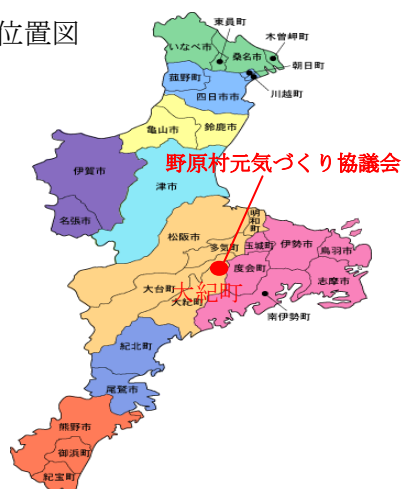 位置図
東員町
木曽岬町
いなべ市
桑名市
朝日町
菰野町
四日市市
川越町
亀山市
鈴鹿市
野原村元気づくり協議会
伊賀市
津市
名張市
明和町
松阪市
多気町
玉城町
伊勢市
鳥羽市
度会町
志摩市
大台町
大紀町
大紀町
南伊勢町
紀北町
尾鷲市
熊野市
御浜町
紀宝町